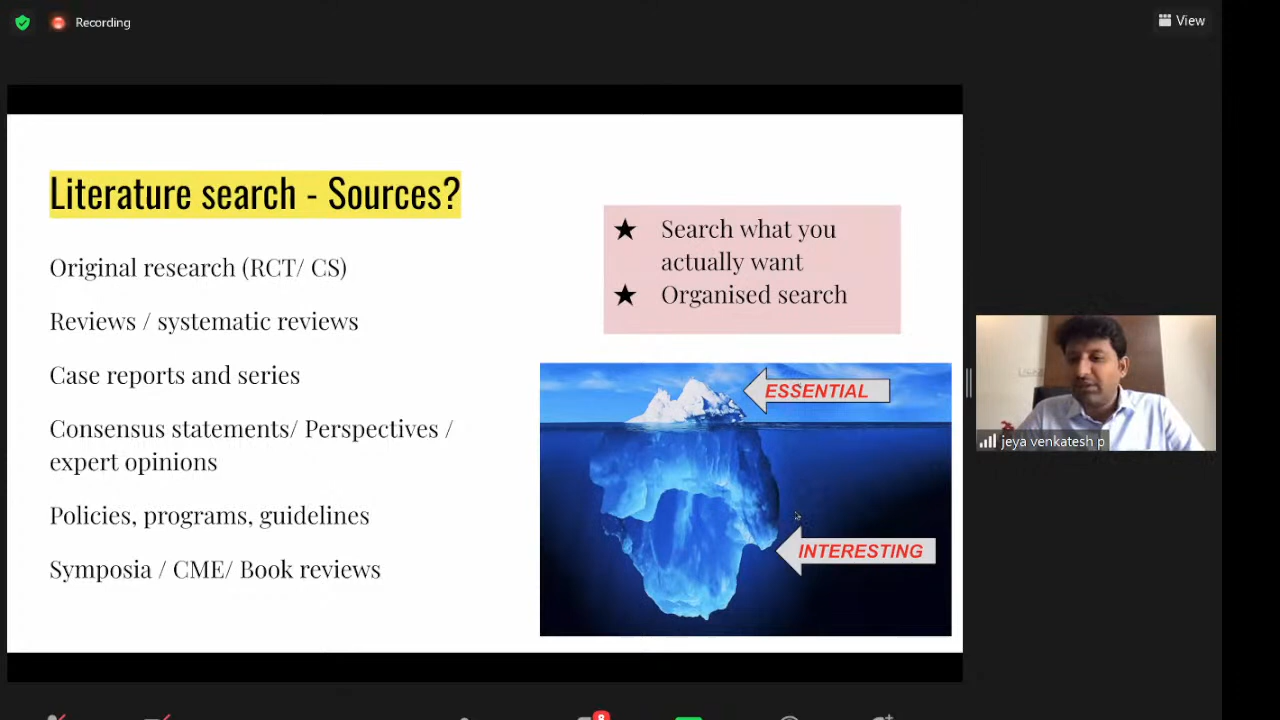 Recording
View
Literature search - Sources?
Original research (RCT/ CS)
Reviews / systematic reviews
Case reports and series
Consensus statements/ Perspectives /
expert opinions
Policies, programs, guidelines
Symposia / CME/ Book reviews
★ Search what you
actually want
★ Organised search
ESSENTIAL
INTERESTING
jeya venkatesh p
8